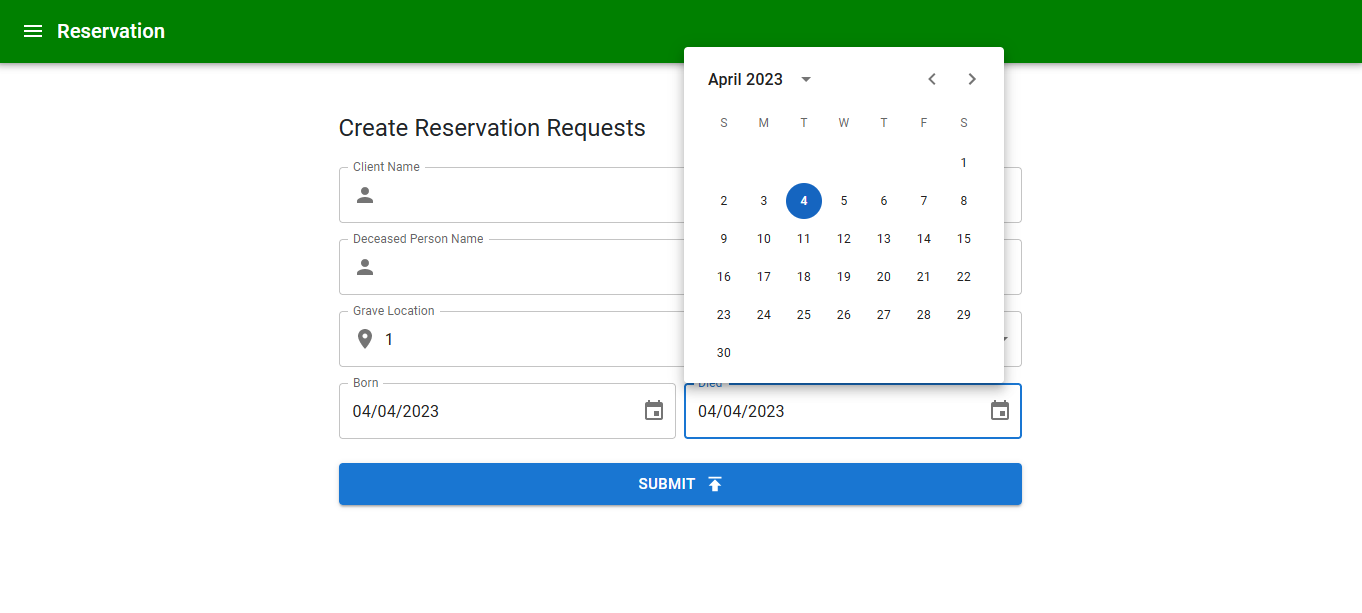 Reservation
April 2023
S M T W T F S
1
2 3 4 5 6 7 8
9 10 11 12 13 14 15
16 17 18 19 20 21 22
23 24 25 26 27 28 29
30
Create Reservation Requests
Client Name
Deceased Person Name
Grave Location
1
Born
04/04/2023
Died
04/04/2023
SUBMIT